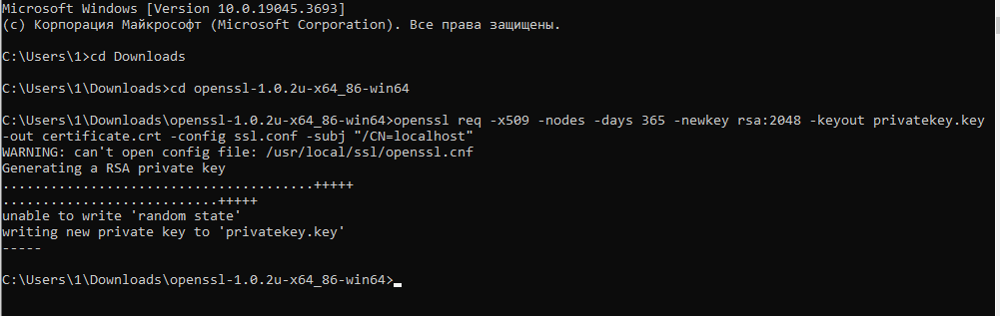 Microsoft Windows [Version 10.0.19045.3693]
(c) Корпорация Майкрософт (Microsoft Corporation). Все права защищены.
C:\Users\1>cd Downloads
C:\Users\1\Downloads>cd openssl-1.0.2u-x64_86-win64
C:\Users\1\Downloads\openssl-1.0.2u-x64_86-win64>openssl req -x509 -nodes -days 365 -newkey rsa:2048 -keyout privatekey.key
-out certificate.crt -config ssl.conf -subj "/CN=localhost"
WARNING: can't open config file: /usr/local/ssl/openssl.cnf
Generating a RSA private key
.......................................+++++
...........................+++++
unable to write 'random state'
writing new private key to 'privatekey.key'
-----
C:\Users\1\Downloads\openssl-1.0.2u-x64_86-win64>